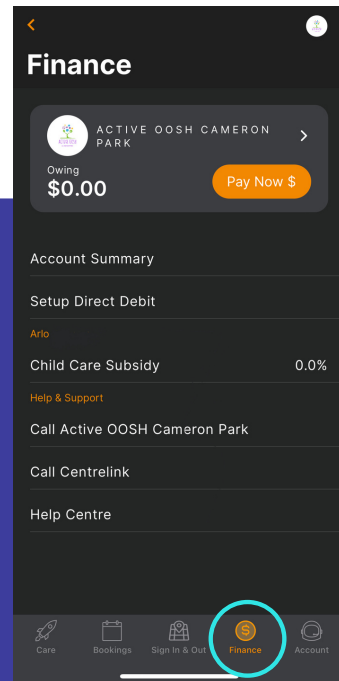 Finance
ACTIVE OOSH CAMERON
PARK
Owing
$0.00
Pay Now $
Account Summary
Setup Direct Debit
Arlo
Child Care Subsidy 0.0%
Help & Support
Call Active OOSH Cameron Park
Call Centrelink
Help Centre
Care Bookings Sign In & Out Finance Account